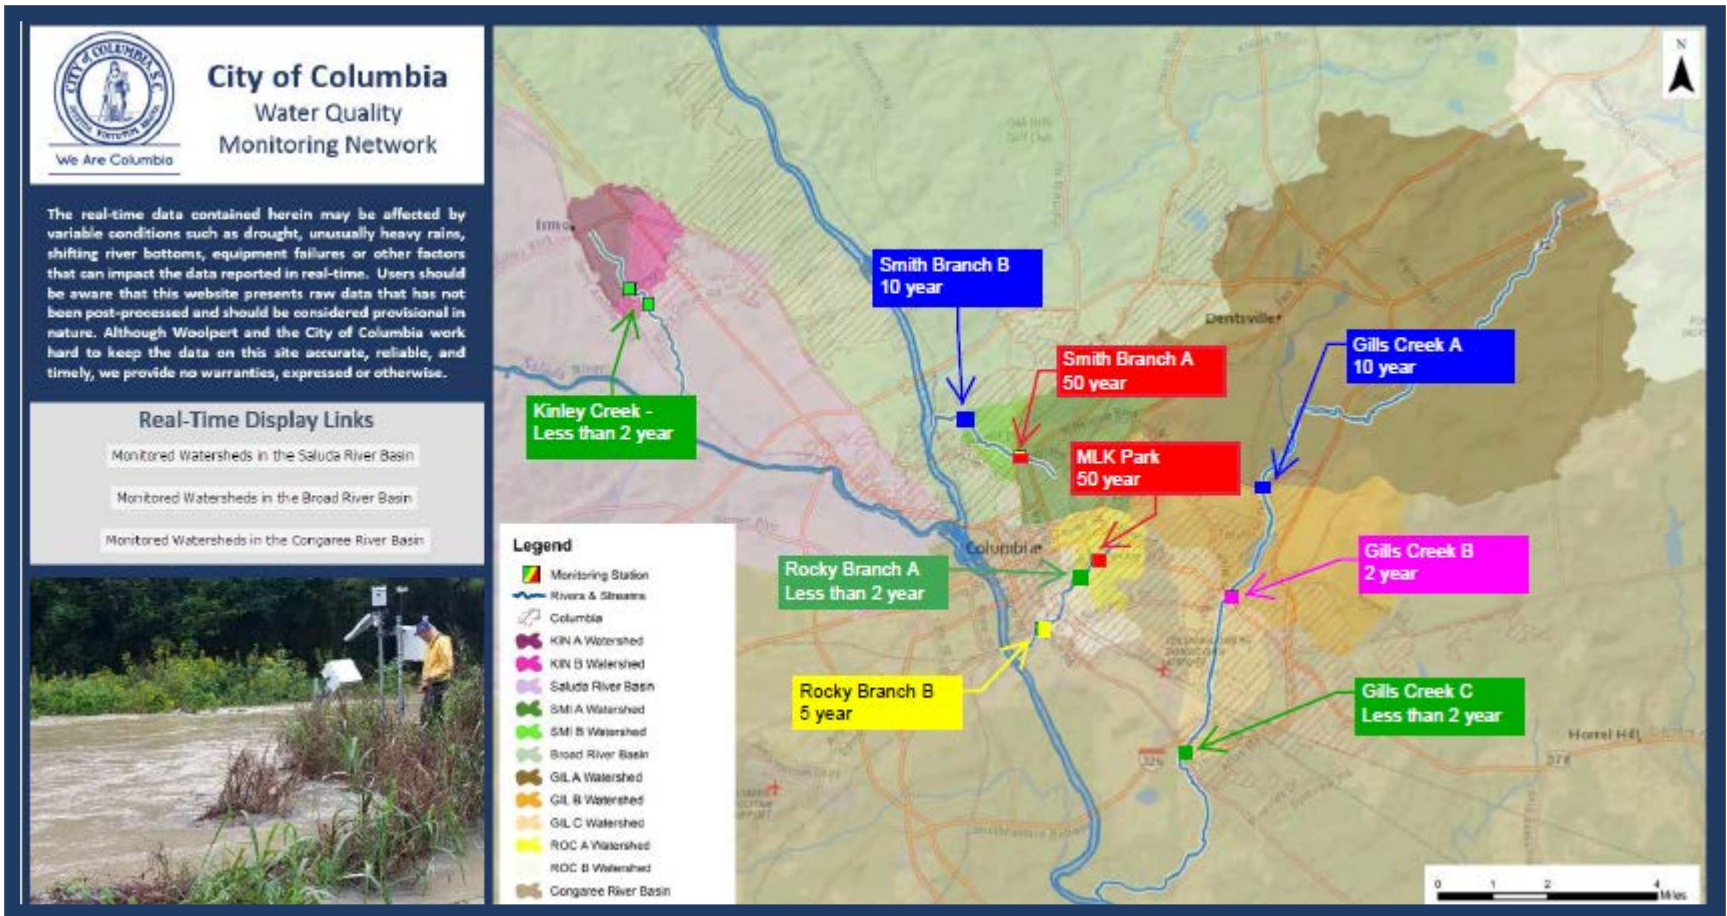 CITY of COLUMBIA, S.C.
We Are Columbia
City of Columbia
Water Quality
Monitoring Network
The real-time data contained herein may be affected by
variable conditions such as drought, unusually heavy rains,
shifting river bottoms, equipment failures or other factors
that can impact the data reported in real-time. Users should
be aware that this website presents raw data that has not
been post-processed and should be considered provisional in
nature. Although Woolpert and the City of Columbia work
hard to keep the data on this site accurate, reliable, and
timely, we provide no warranties, expressed or otherwise.
Real-Time Display Links
Monitored Watersheds in the Saluda River Basin
Monitored Watersheds in the Broad River Basin
Monitored Watersheds in the Congaree River Basin
N
Irmo
Smith Branch B
10 year
Dentsville
Smith Branch A
50 year
Gills Creek A
10 year
Saluda River
Kinley Creek -
Less than 2 year
MLK Park
50 year
Columbia
Rocky Branch A
Less than 2 year
Gills Creek B
2 year
Rocky Branch B
5 year
Gills Creek C
Less than 2 year
Horrel Hill
326
378
Legend
Monitoring Station
Rivers & Streams
Columbia
KIN A Watershed
KIN B Watershed
Saluda River Basin
SMI A Watershed
SMI B Watershed
Broad River Basin
GIL A Watershed
GIL B Watershed
GIL C Watershed
ROC A Watershed
ROC B Watershed
Congaree River Basin
0 1 2 4
Miles